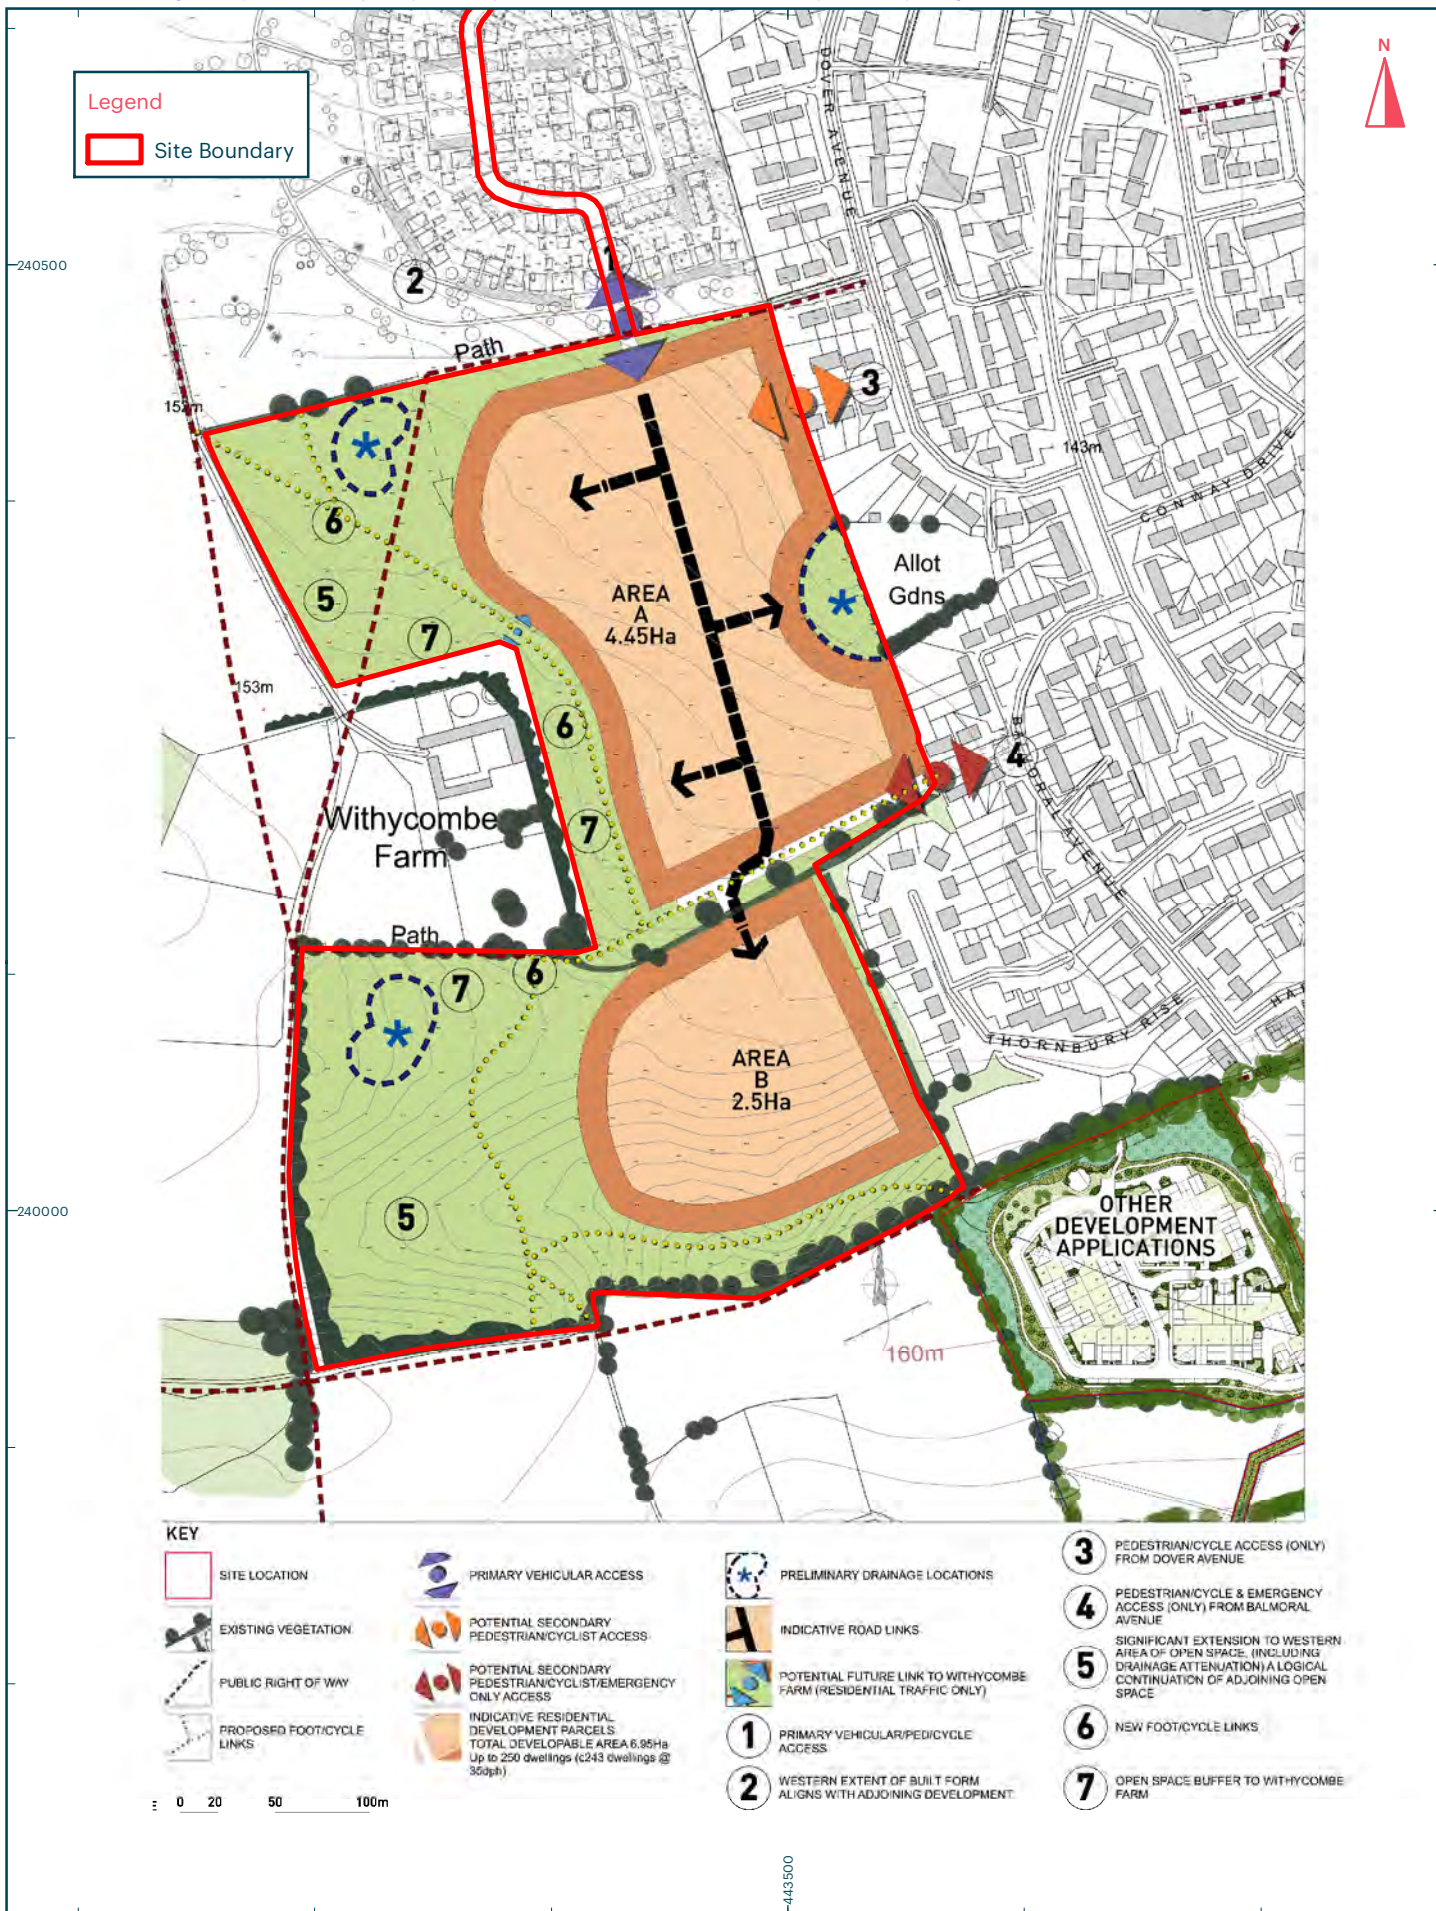 N
Legend
Site Boundary
DOVER AVENUE
1
240500
2
Path
3
152m
143m
CONWAY DRIVE
6
Allot
Gdns
AREA
A
4.45Ha
5
7
153m
6
BALMORAL AVENUE
4
Withycombe
Farm
7
Path
6
7
THORNBURY RISE
AREA
B
2.5Ha
5
240000
OTHER
DEVELOPMENT
APPLICATIONS
160m
KEY
SITE LOCATION
EXISTING VEGETATION
PUBLIC RIGHT OF WAY
PROPOSED FOOT/CYCLE
LINKS
PRIMARY VEHICULAR ACCESS
POTENTIAL SECONDARY
PEDESTRIAN/CYCLIST ACCESS
POTENTIAL SECONDARY
PEDESTRIAN/CYCLIST/EMERGENCY
ONLY ACCESS
INDICATIVE RESIDENTIAL
DEVELOPMENT PARCELS
TOTAL DEVELOPABLE AREA 6.95Ha
Up to 250 dwellings (c243 dwellings @
35dph)
PRELIMINARY DRAINAGE LOCATIONS
INDICATIVE ROAD LINKS
POTENTIAL FUTURE LINK TO WITHYCOMBE
FARM (RESIDENTIAL TRAFFIC ONLY)
1
PRIMARY VEHICULAR/PED/CYCLE
ACCESS
2
WESTERN EXTENT OF BUILT FORM
ALIGNS WITH ADJOINING DEVELOPMENT
3
PEDESTRIAN/CYCLE ACCESS (ONLY)
FROM DOVER AVENUE
4
PEDESTRIAN/CYCLE & EMERGENCY
ACCESS (ONLY) FROM BALMORAL
AVENUE
5
SIGNIFICANT EXTENSION TO WESTERN
AREA OF OPEN SPACE, (INCLUDING
DRAINAGE ATTENUATION) A LOGICAL
CONTINUATION OF ADJOINING OPEN
SPACE
6
NEW FOOT/CYCLE LINKS
7
OPEN SPACE BUFFER TO WITHYCOMBE
FARM
0 20 50 100m
443500